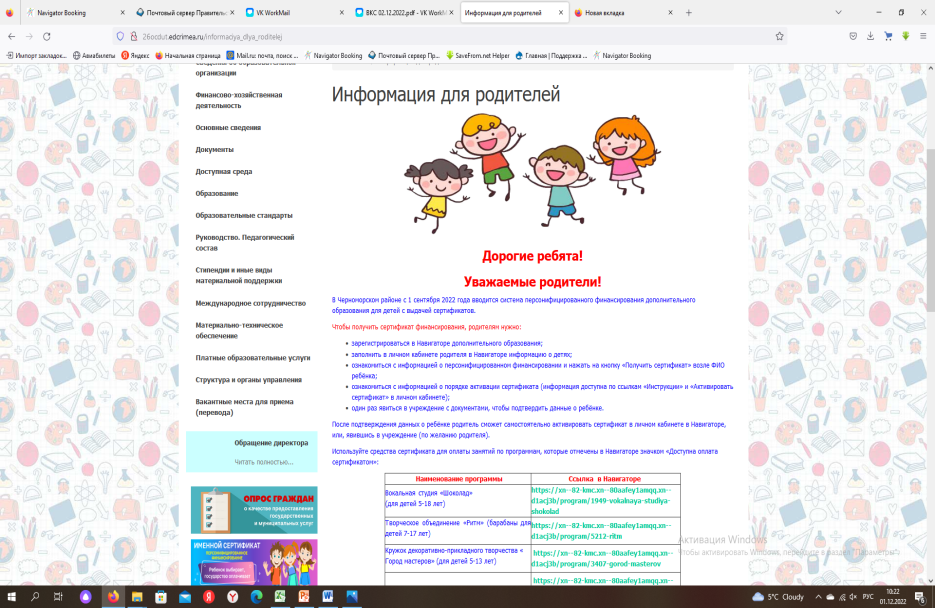 Navigator Booking
Почтовый сервер Правительс
VK WorkMail
ВКС 02.12.2022.pdf - VK WorkM
Информация для родителей
Новая вкладка
26ocdut.edcrimea.ru/informaciya_dlya_roditelej
Импорт закладок...
Авиабилеты
Яндекс
Начальная страница
Mail.ru: почта, поиск ...
Navigator Booking
Почтовый сервер Пр...
SaveFrom.net Helper
Главная | Поддержка ...
Navigator Booking
организации
Финансово-хозяйственная
деятельность
Основные сведения
Документы
Доступная среда
Образование
Образовательные стандарты
Руководство. Педагогический
состав
Стипендии и иные виды
материальной поддержки
Международное сотрудничество
Материально-техническое
обеспечение
Платные образовательные услуги
Структура и органы управления
Вакантные места для приема
(перевода)
Обращение директора
Читать полностью...
ОПРОС ГРАЖДАН
о качестве предоставления
государственных
и муниципальных услуг
ИМЕННОЙ СЕРТИФИКАТ
ПЕРСОНИФИЦИРОВАННОЕ
ФИНАНСИРОВАНИЕ
Ребенок выбирает,
государство оплачивает
Информация для родителей
Дорогие ребята!
Уважаемые родители!
В Черноморском районе с 1 сентября 2022 года вводится система персонифицированного финансирования дополнительного
образования для детей с выдачей сертификатов.
Чтобы получить сертификат финансирования, родителям нужно:
• зарегистрироваться в Навигаторе дополнительного образования;
• заполнить в личном кабинете родителя в Навигаторе информацию о детях;
• ознакомиться с информацией о персонифицированном финансировании и нажать на кнопку «Получить сертификат» возле ФИО
ребёнка;
• ознакомиться с информацией о порядке активации сертификата (информация доступна по ссылкам «Инструкции» и «Активировать
сертификат» в личном кабинете);
• один раз явиться в учреждение с документами, чтобы подтвердить данные о ребёнке.
После подтверждения данных о ребёнке родитель сможет самостоятельно активировать сертификат в личном кабинете в Навигаторе,
или, явившись в учреждение (по желанию родителя).
Используйте средства сертификата для оплаты занятий по программам, которые отмечены в Навигаторе значком «Доступна оплата
сертификатом»:
Наименование программы
Ссылка в Навигаторе
Вокальная студия «Шоколад»
(для детей 5-18 лет)
https://xn--82-kmc.xn--80aafey1amqq.xn--
d1acj3b/program/1949-vokalnaya-studiya-
shokolad
Творческое объединение «Ритм» (барабаны для
детей 7-17 лет)
https://xn--82-kmc.xn--80aafey1amqq.xn--
d1acj3b/program/5212-ritm
Кружок декоративно-прикладного творчества «
Город мастеров» (для детей 5-13 лет)
https://xn--82-kmc.xn--80aafey1amqq.xn--
d1acj3b/program/3402-gorod-masterov
https://xn--82-kmc.xn--80aafey1amqq.xn--
Активация Windows
Чтобы активировать Windows, перейдите в раздел "Параметры".
5°C Cloudy
РУС
10:22
01.12.2022